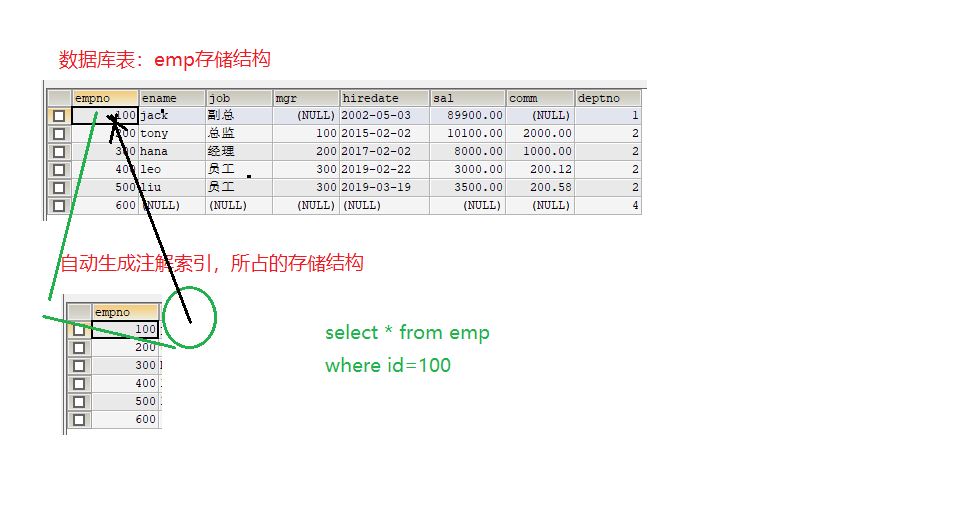 数据库表：emp存储结构
empno ename job mgr hiredate sal comm deptno
100 jack 副总 (NULL) 2002-05-03 89900.00 (NULL) 1
200 tony 总监 100 2015-02-02 10100.00 2000.00 2
300 hana 经理 200 2017-02-02 8000.00 1000.00 2
400 leo 员工 300 2019-02-22 3000.00 200.12 2
500 liu 员工 300 2019-03-19 3500.00 200.58 2
600 (NULL) (NULL) (NULL) (NULL) (NULL) (NULL) 4
自动生成注解索引，所占的存储结构
empno
100
200
300
400
500
600
select * from emp
where id=100